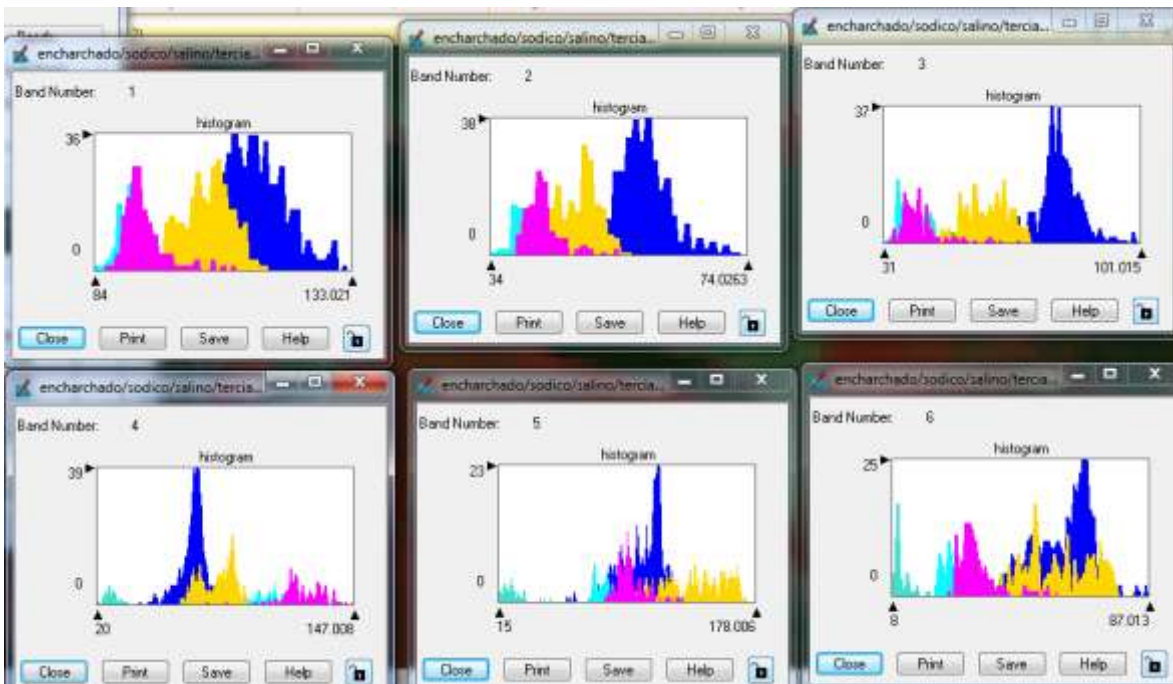 encharchado/sodico/salino/tercia...
Band Number: 1
histogram
36
0
84
133.021
Close Print Save Help
encharchado/sodico/salino/tercia...
Band Number: 2
histogram
38
0
34
74.0263
Close Print Save Help
encharchado/sodico/salino/tercia...
Band Number: 3
histogram
37
0
31
101.015
Close Print Save Help
encharchado/sodico/salino/tercia...
Band Number: 4
histogram
39
0
20
147.008
Close Print Save Help
encharchado/sodico/salino/tercia...
Band Number: 5
histogram
23
0
15
178.006
Close Print Save Help
encharchado/sodico/salino/tercia...
Band Number: 6
histogram
25
0
8
87.013
Close Print Save Help